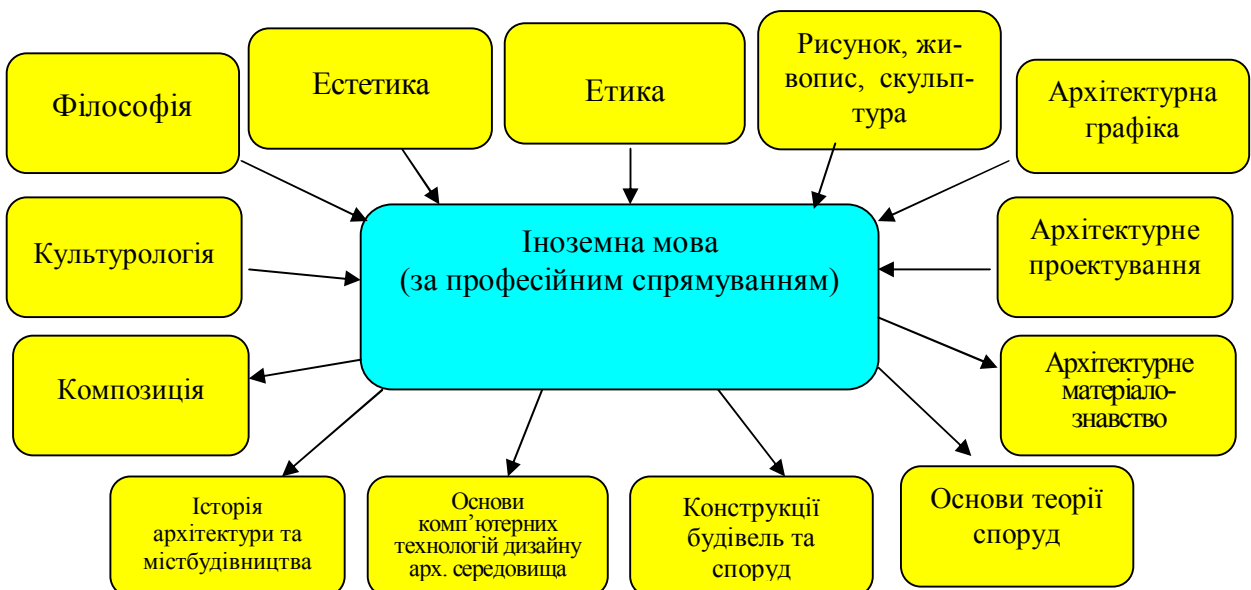 Філософія
Естетика
Етика
Рисунок, жи-
вопис, скульп-
тура
Архітектурна
графіка
Культурологія
Іноземна мова
(за професійним спрямуванням)
Архітектурне
проектування
Композиція
Архітектурне
матеріало-
знавство
Історія
архітектури та
містбудівництва
Основи
комп’ютерних
технологій дизайну
арх. середовища
Конструкції
будівель та
споруд
Основи теорії
споруд